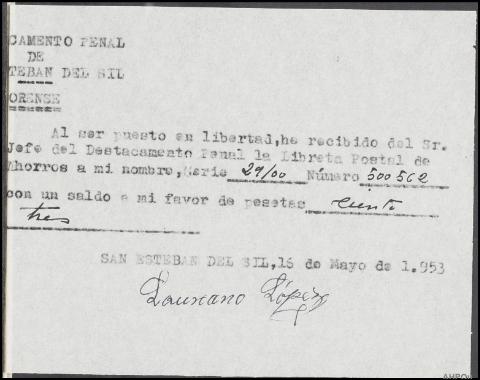 CAMENTO PENAL
DE
TEBAN DEL SIL
ORENSE
Al ser puesto en libertad, he recibido del Sr.
Jefe del Destacamento Penal la Libreta Postal de
Ahorros a mi nombre, Serie 29/00 Número 500562
con un saldo a mi favor de pesetas ciento
tres
SAN ESTEBAN DEL SIL, 16 de Mayo de 1.953
Laureano López
AHPOu